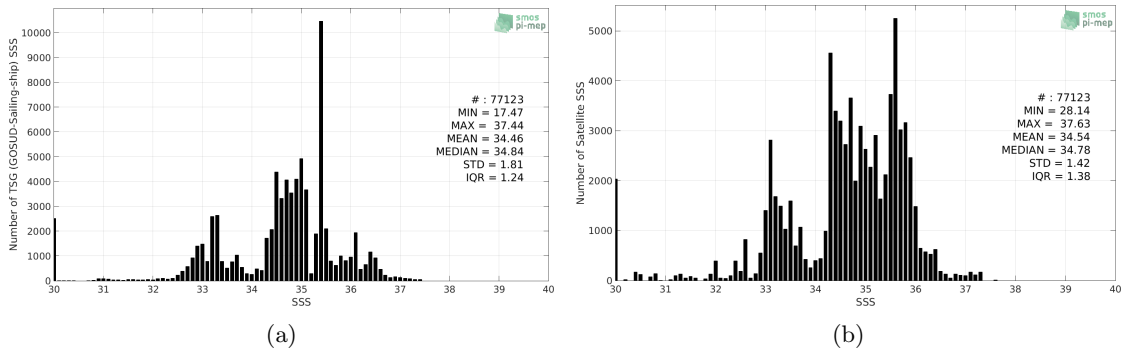 smos
pi-mep
Number of TSG (GOSUD-Sailing-ship) SSS
10000
9000
8000
7000
6000
5000
4000
3000
2000
1000
0
# : 77123
MIN = 17.47
MAX = 37.44
MEAN = 34.46
MEDIAN = 34.84
STD = 1.81
IQR = 1.24
30 31 32 33 34 35 36 37 38 39 40
SSS
(a)
smos
pi-mep
Number of Satellite SSS
5000
4000
3000
2000
1000
0
# : 77123
MIN = 28.14
MAX = 37.63
MEAN = 34.54
MEDIAN = 34.78
STD = 1.42
IQR = 1.38
30 31 32 33 34 35 36 37 38 39 40
SSS
(b)